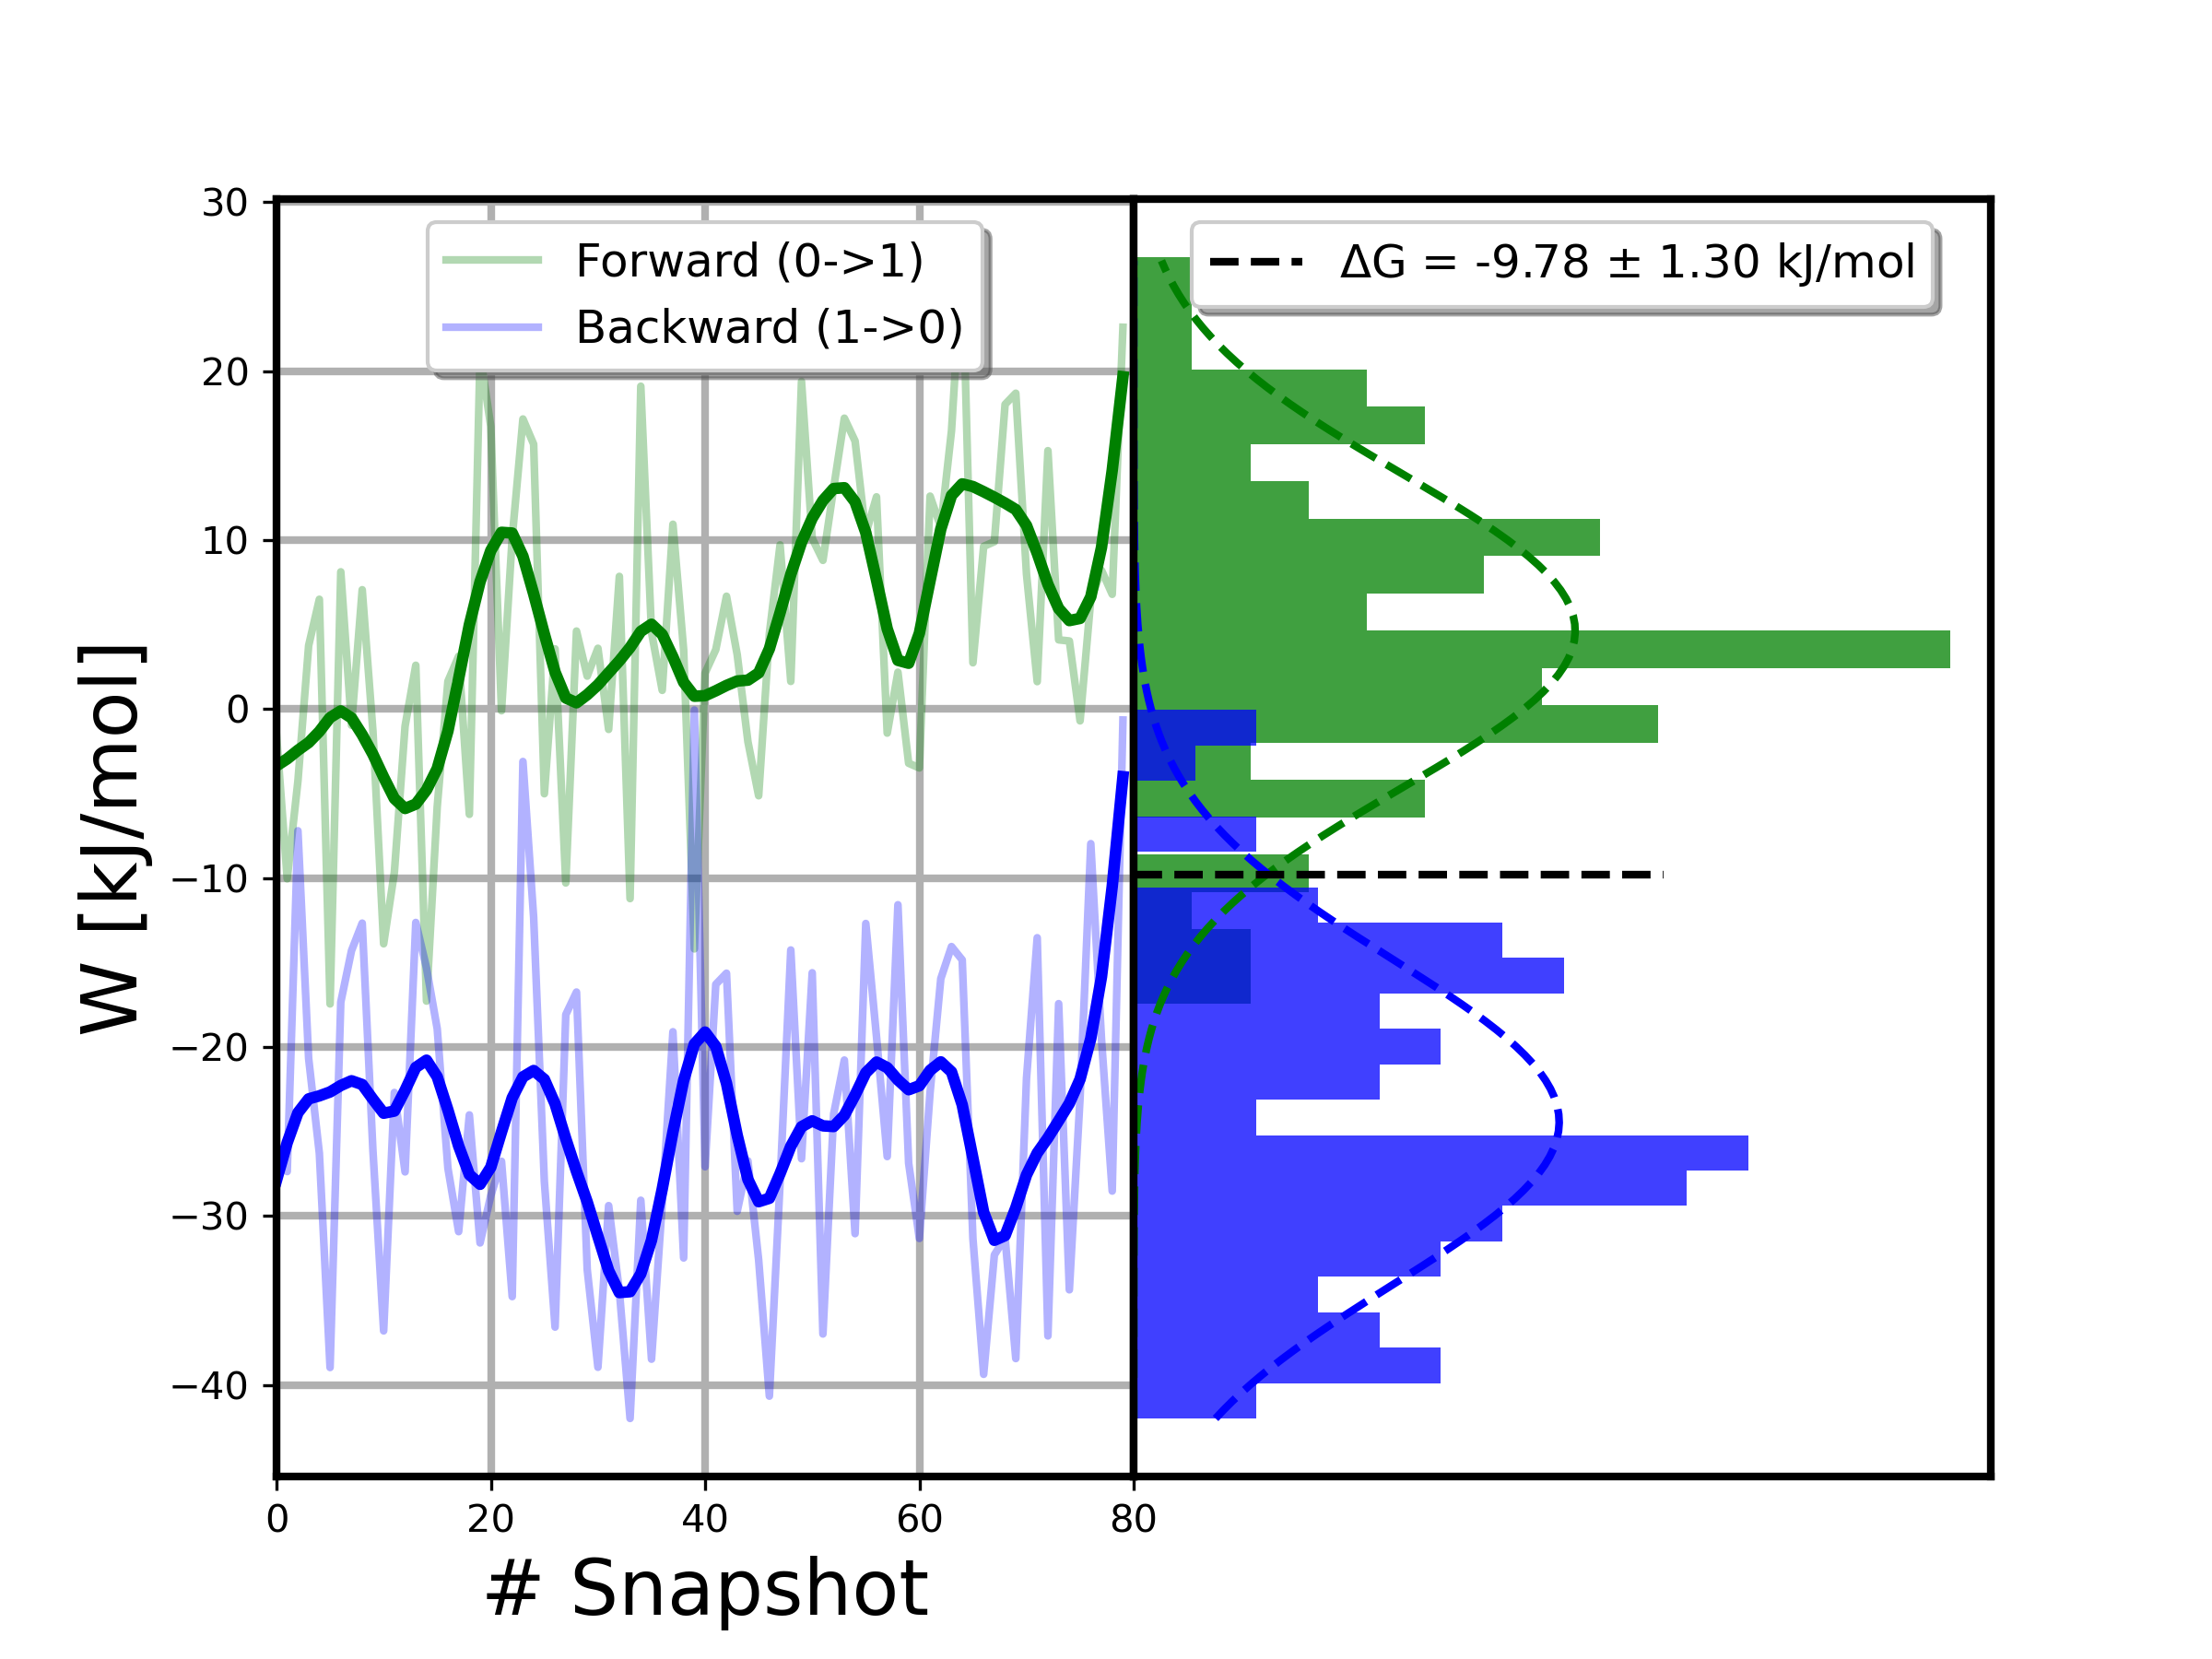 30
20
10
0
−10
−20
−30
−40
W [kJ/mol]
Forward (0->1)
Backward (1->0)
ΔG = -9.78 ± 1.30 kJ/mol
0 20 40 60 80
# Snapshot